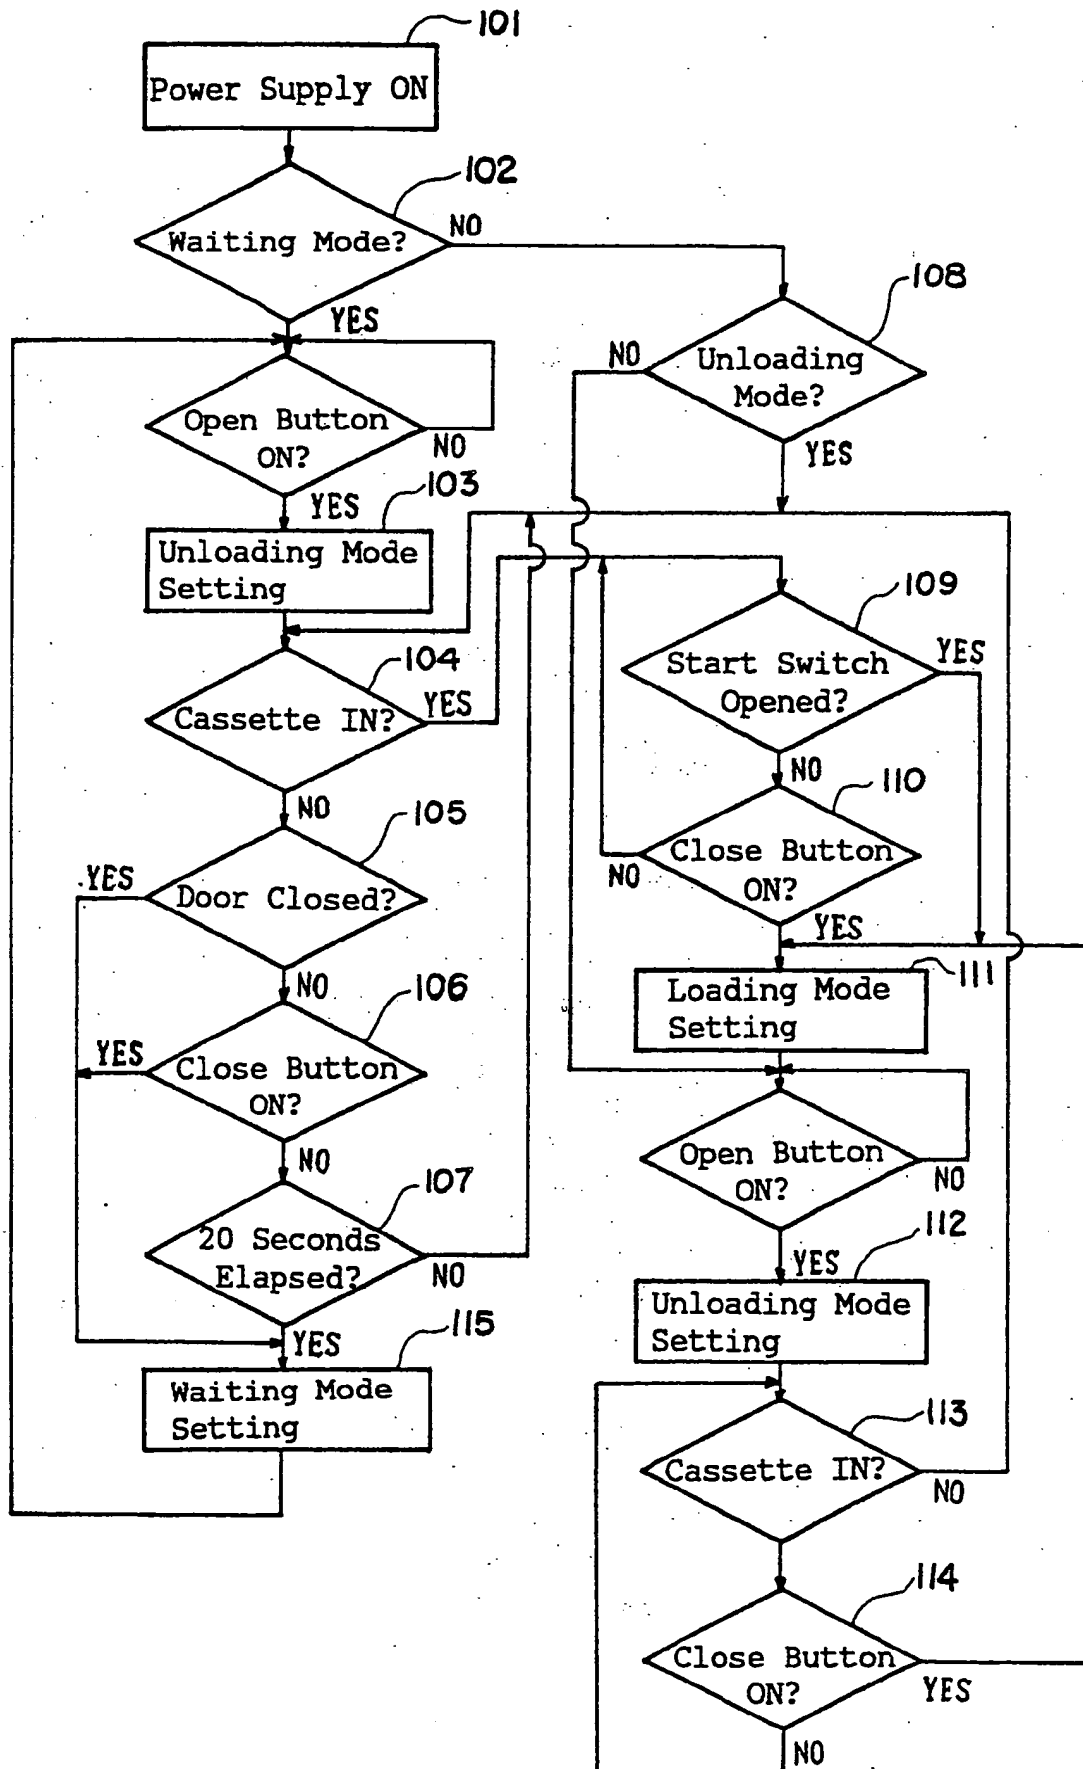 101
Power Supply ON
102
Waiting Mode?
NO
YES
108
Unloading
Mode?
NO
YES
Open Button
ON?
NO
YES
103
Unloading Mode
Setting
104
Cassette IN?
YES
NO
109
Start Switch
Opened?
YES
NO
110
Close Button
ON?
NO
YES
105
Door Closed?
YES
NO
111
Loading Mode
Setting
106
Close Button
ON?
YES
NO
Open Button
ON?
NO
YES
107
20 Seconds
Elapsed?
NO
YES
112
Unloading Mode
Setting
115
Waiting Mode
Setting
113
Cassette IN?
NO
114
Close Button
ON?
YES
NO